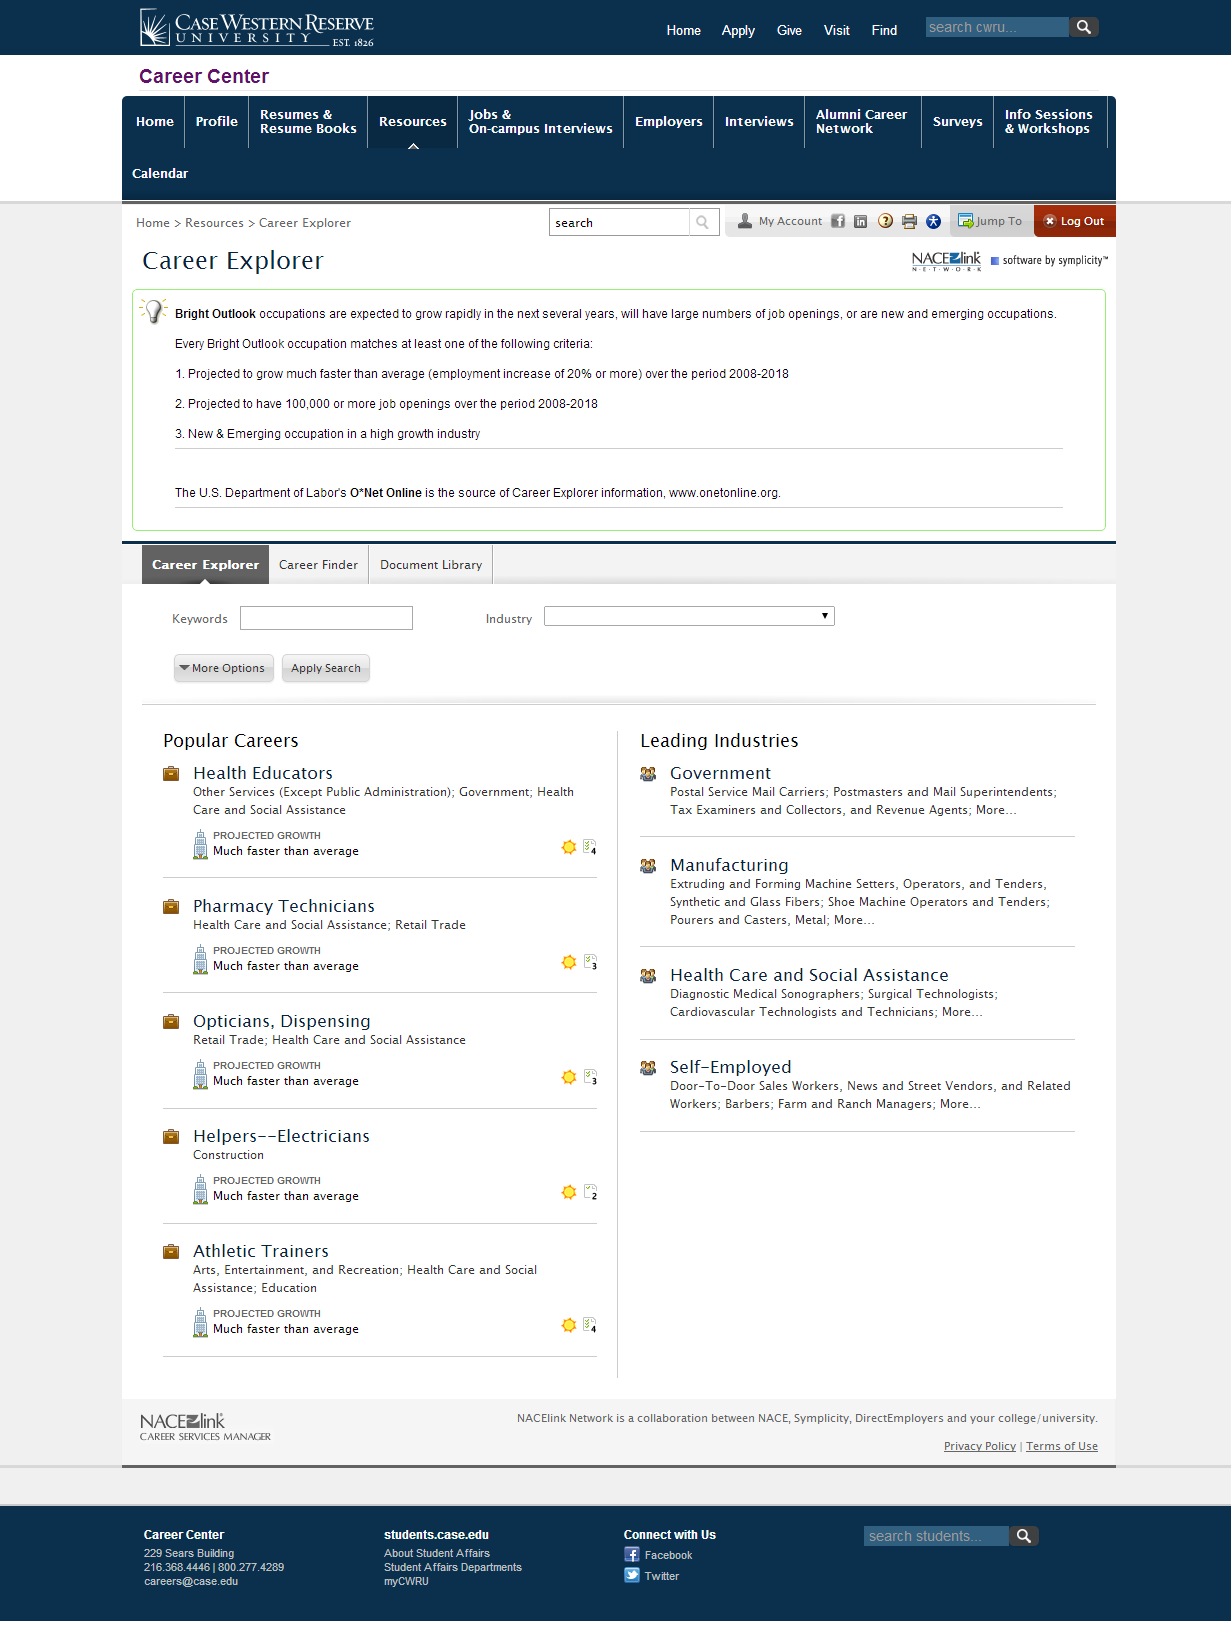 CASE WESTERN RESERVE
UNIVERSITY EST. 1826
Home Apply Give Visit Find search cwru...
Career Center
Home Profile Resumes & Resume Books Resources Jobs & On-campus Interviews Employers Interviews Alumni Career Network Surveys Info Sessions & Workshops
Calendar
Home > Resources > Career Explorer search My Account Jump To Log Out
Career Explorer
NACElink NETWORK software by symplicity™
Bright Outlook occupations are expected to grow rapidly in the next several years, will have large numbers of job openings, or are new and emerging occupations.
Every Bright Outlook occupation matches at least one of the following criteria:
1. Projected to grow much faster than average (employment increase of 20% or more) over the period 2008-2018
2. Projected to have 100,000 or more job openings over the period 2008-2018
3. New & Emerging occupation in a high growth industry
The U.S. Department of Labor's O*Net Online is the source of Career Explorer information, www.onetonline.org.
Career Explorer Career Finder Document Library
Keywords Industry
More Options Apply Search
Popular Careers
Health Educators
Other Services (Except Public Administration); Government; Health
Care and Social Assistance
PROJECTED GROWTH
Much faster than average 4
Pharmacy Technicians
Health Care and Social Assistance; Retail Trade
PROJECTED GROWTH
Much faster than average 3
Opticians, Dispensing
Retail Trade; Health Care and Social Assistance
PROJECTED GROWTH
Much faster than average 3
Helpers--Electricians
Construction
PROJECTED GROWTH
Much faster than average 2
Athletic Trainers
Arts, Entertainment, and Recreation; Health Care and Social
Assistance; Education
PROJECTED GROWTH
Much faster than average 4
Leading Industries
Government
Postal Service Mail Carriers; Postmasters and Mail Superintendents;
Tax Examiners and Collectors, and Revenue Agents; More...
Manufacturing
Extruding and Forming Machine Setters, Operators, and Tenders,
Synthetic and Glass Fibers; Shoe Machine Operators and Tenders;
Pourers and Casters, Metal; More...
Health Care and Social Assistance
Diagnostic Medical Sonographers; Surgical Technologists;
Cardiovascular Technologists and Technicians; More...
Self-Employed
Door-To-Door Sales Workers, News and Street Vendors, and Related
Workers; Barbers; Farm and Ranch Managers; More...
NACElink
CAREER SERVICES MANAGER
NACElink Network is a collaboration between NACE, Symplicity, DirectEmployers and your college/university.
Privacy Policy | Terms of Use
Career Center
229 Sears Building
216.368.4446 | 800.277.4289
careers@case.edu
students.case.edu
About Student Affairs
Student Affairs Departments
myCWRU
Connect with Us
Facebook
Twitter
search students...